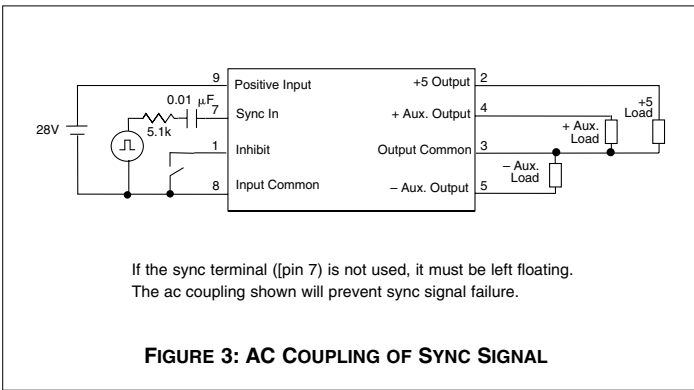 9 Positive Input
+5 Output 2
0.01 μF
7 Sync In
+ Aux. Output 4
+5
Load
28V
5.1k
+ Aux.
Load
1 Inhibit
Output Common 3
– Aux.
Load
8 Input Common
– Aux. Output 5
If the sync terminal ([pin 7) is not used, it must be left floating.
The ac coupling shown will prevent sync signal failure.
FIGURE 3: AC COUPLING OF SYNC SIGNAL